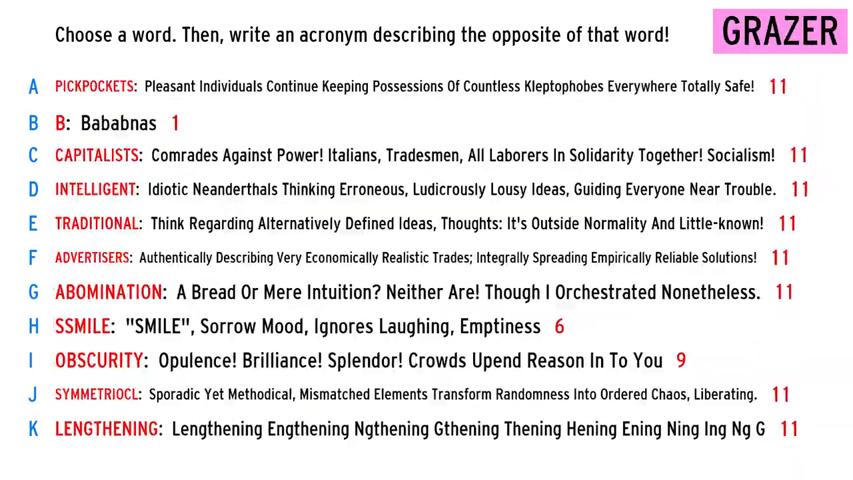 Choose a word. Then, write an acronym describing the opposite of that word!
GRAZER
A PICKPOCKETS: Pleasant Individuals Continue Keeping Possessions Of Countless Kleptophobes Everywhere Totally Safe! 11
B B: Bababnas 1
C CAPITALISTS: Comrades Against Power! Italians, Tradesmen, All Laborers In Solidarity Together! Socialism! 11
D INTELLIGENT: Idiotic Neanderthals Thinking Erroneous, Ludicrously Lousy Ideas, Guiding Everyone Near Trouble. 11
E TRADITIONAL: Think Regarding Alternatively Defined Ideas, Thoughts: It's Outside Normality And Little-known! 11
F ADVERTISERS: Authentically Describing Very Economically Realistic Trades; Integrally Spreading Empirically Reliable Solutions! 11
G ABOMINATION: A Bread Or Mere Intuition? Neither Are! Though I Orchestrated Nonetheless. 11
H SSMILE: "SMILE", Sorrow Mood, Ignores Laughing, Emptiness 6
I OBSCURITY: Opulence! Brilliance! Splendor! Crowds Upend Reason In To You 9
J SYMMETRIOCL: Sporadic Yet Methodical, Mismatched Elements Transform Randomness Into Ordered Chaos, Liberating. 11
K LENGTHENING: Lengthening Engthening Ngthening Gthening Thening Hening Ening Ning Ing Ng G 11